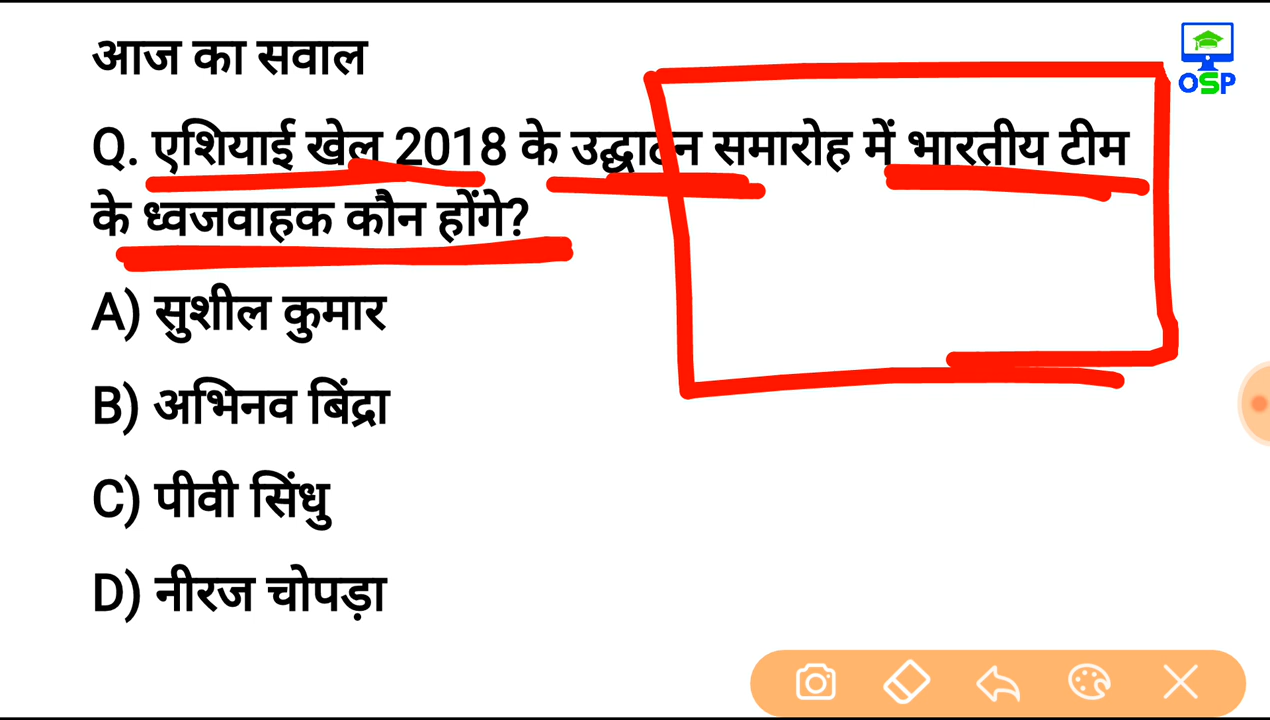 आज का सवाल
OSP
Q. एशियाई खेल 2018 के उद्घाटन समारोह में भारतीय टीम
के ध्वजवाहक कौन होंगे?
A) सुशील कुमार
B) अभिनव बिंद्रा
C) पीवी सिंधु
D) नीरज चोपड़ा